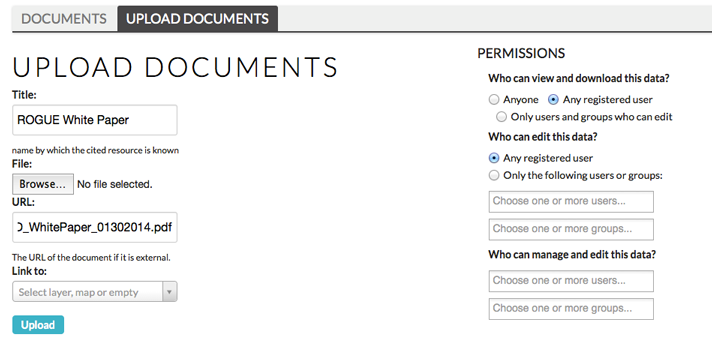 DOCUMENTS UPLOAD DOCUMENTS
UPLOAD DOCUMENTS
Title:
ROGUE White Paper
name by which the cited resource is known
File:
Browse... No file selected.
URL:
D_WhitePaper_01302014.pdf
The URL of the document if it is external.
Link to:
Select layer, map or empty
Upload
PERMISSIONS
Who can view and download this data?
Anyone Any registered user
Only users and groups who can edit
Who can edit this data?
Any registered user
Only the following users or groups:
Choose one or more users...
Choose one or more groups...
Who can manage and edit this data?
Choose one or more users...
Choose one or more groups...